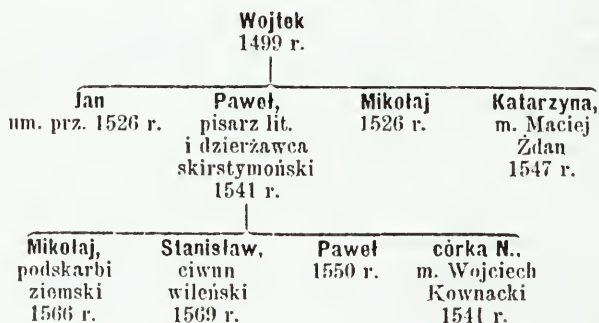 Wojtek
1499 r.
Jan
um. prz. 1526 r.
Paweł,
pisarz lit.
i dzierżawca
skirstymoński
1541 r.
Mikołaj
1526 r.
Katarzyna,
m. Maciej
Żdan
1547 r.
Mikołaj,
podskarbi
ziemski
1566 r.
Stanisław,
ciwun
wileński
1569 r.
Paweł
1550 r.
córka N.,
m. Wojciech
Kownacki
1541 r.